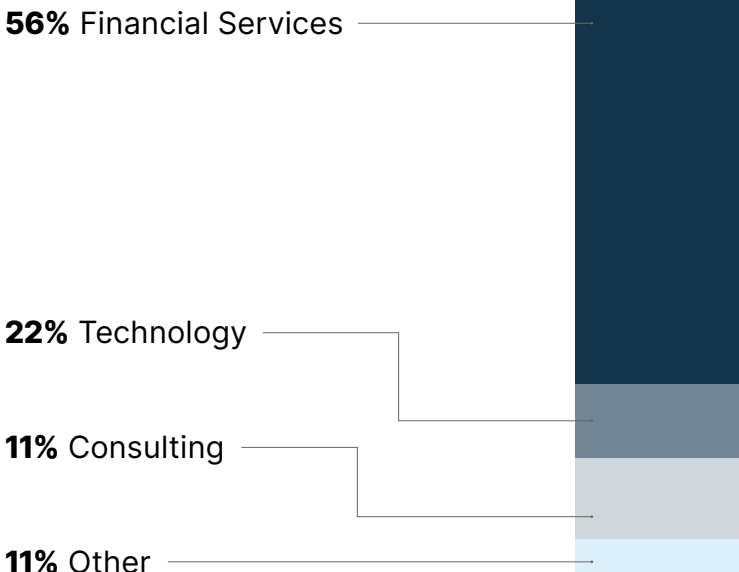 56% Financial Services
22% Technology
11% Consulting
11% Other